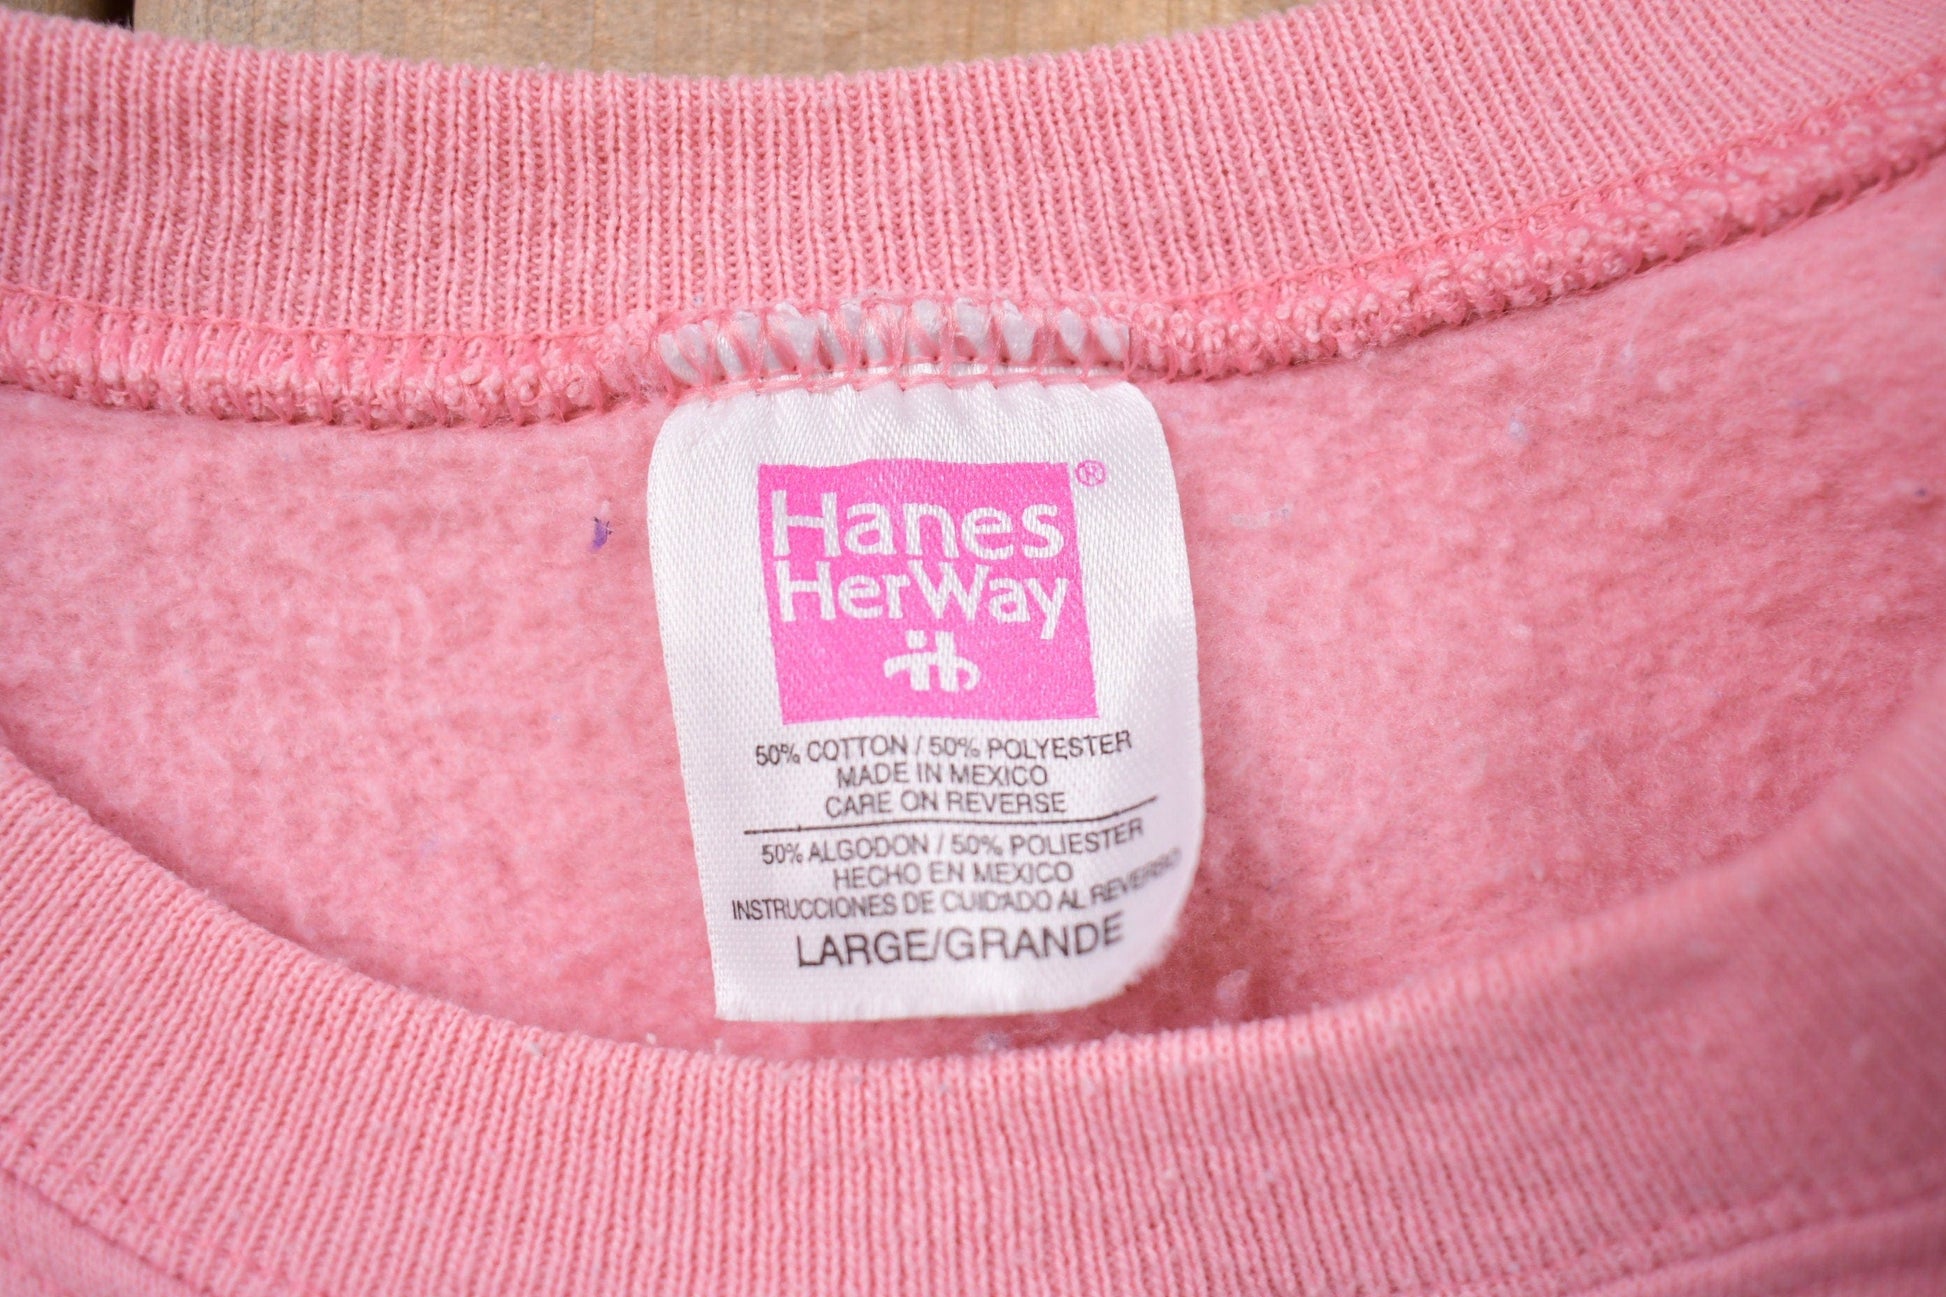 Hanes ®
HerWay
50% COTTON / 50% POLYESTER
MADE IN MEXICO
CARE ON REVERSE
50% ALGODON / 50% POLIESTER
HECHO EN MEXICO
INSTRUCCIONES DE CUIDADO AL REVERSO
LARGE/GRANDE